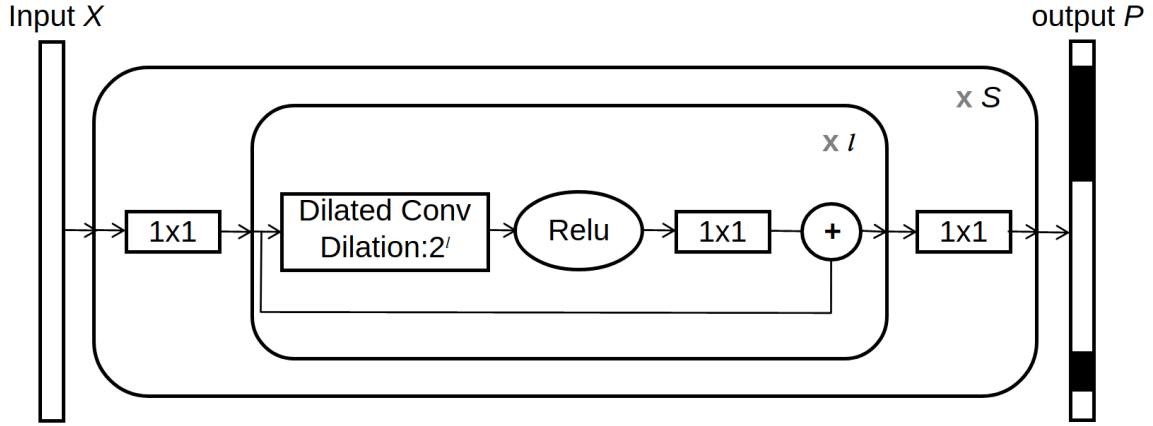 Input X
output P
x S
x l
1x1
Dilated Conv
Dilation:2^l
Relu
1x1
+
1x1